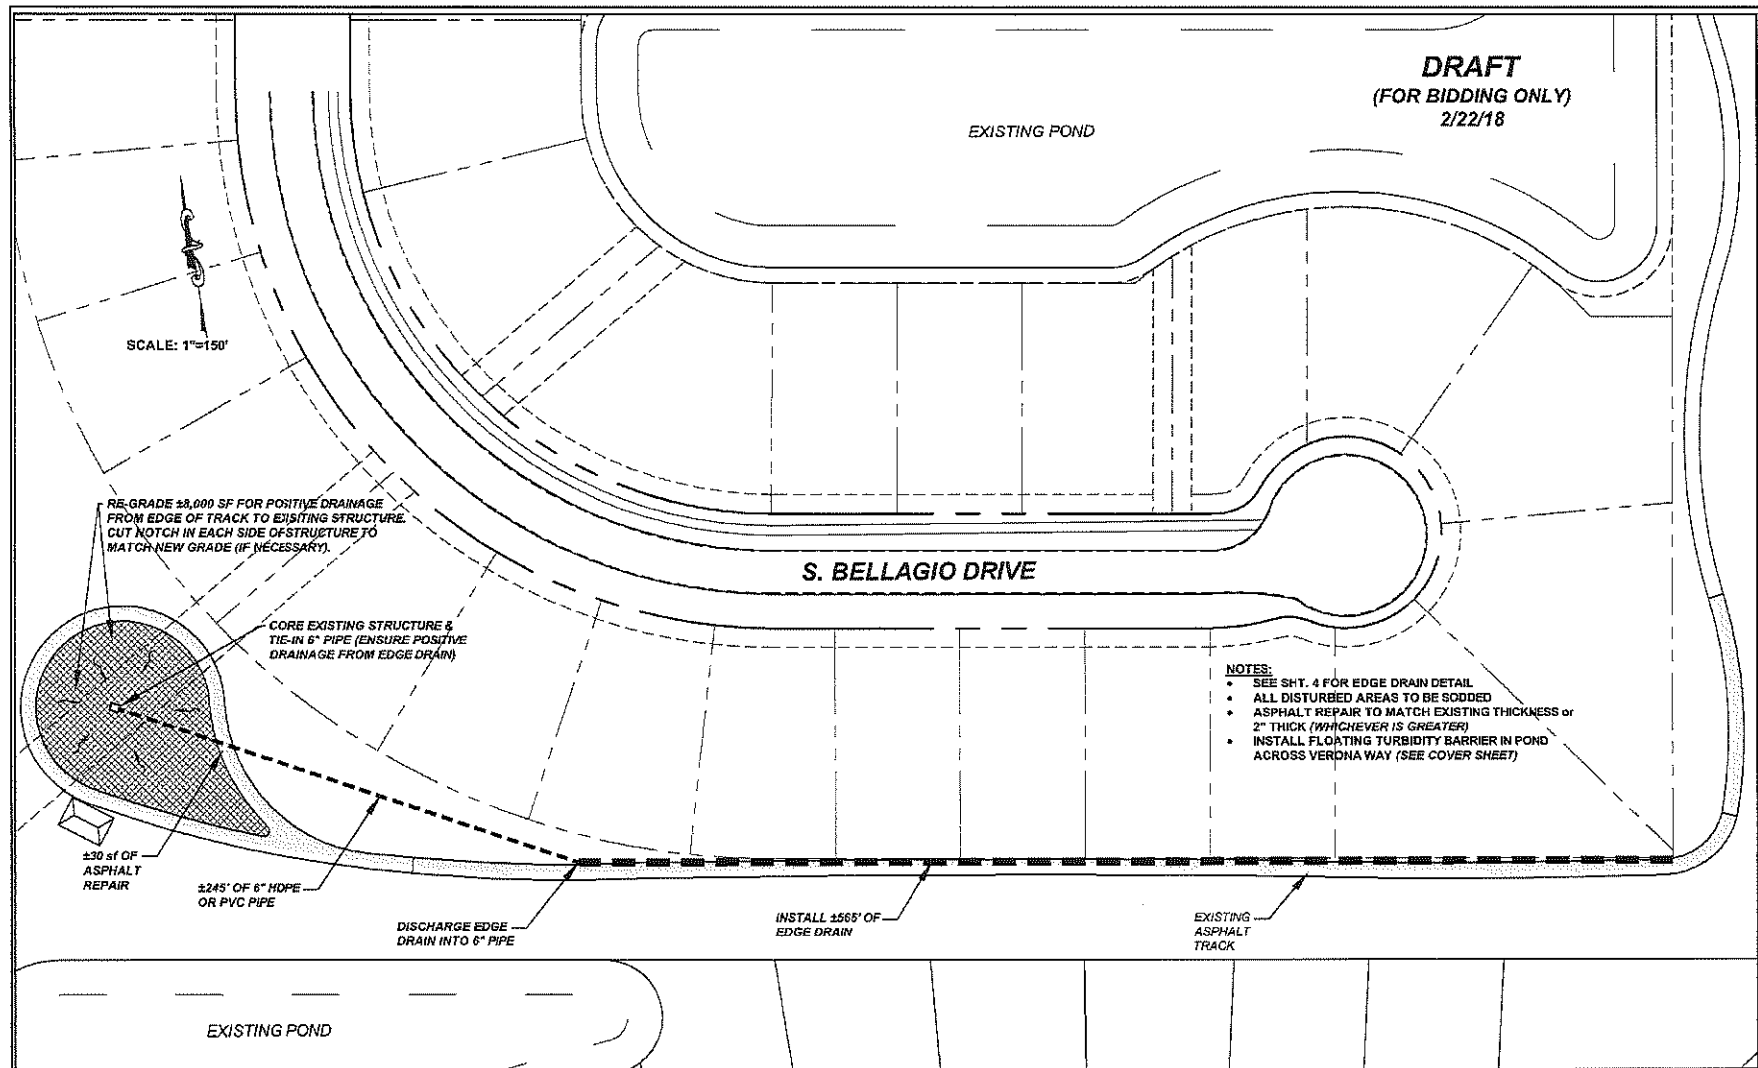 DRAFT
(FOR BIDDING ONLY)
2/22/18
EXISTING POND
SCALE: 1"=150'
RE-GRADE ±8,000 SF FOR POSITIVE DRAINAGE
FROM EDGE OF TRACK TO EXISITING STRUCTURE.
CUT NOTCH IN EACH SIDE OF STRUCTURE TO
MATCH NEW GRADE (IF NECESSARY).
S. BELLAGIO DRIVE
CORE EXISTING STRUCTURE &
TIE-IN 6" PIPE (ENSURE POSITIVE
DRAINAGE FROM EDGE DRAIN)
NOTES:
• SEE SHT. 4 FOR EDGE DRAIN DETAIL
• ALL DISTURBED AREAS TO BE SODDED
• ASPHALT REPAIR TO MATCH EXISTING THICKNESS or
2" THICK (WHICHEVER IS GREATER)
• INSTALL FLOATING TURBIDITY BARRIER IN POND
ACROSS VERONA WAY (SEE COVER SHEET)
±30 sf OF
ASPHALT
REPAIR
±245' OF 6" HDPE
OR PVC PIPE
DISCHARGE EDGE
DRAIN INTO 6" PIPE
INSTALL ±565' OF
EDGE DRAIN
EXISTING
ASPHALT
TRACK
EXISTING POND